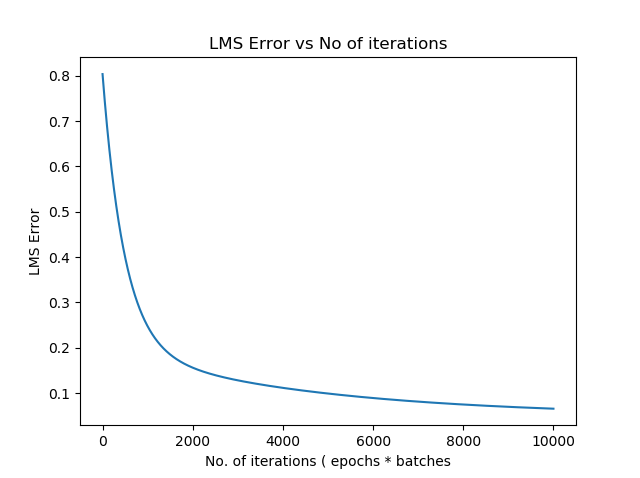 LMS Error vs No of iterations
0.8
0.7
0.6
0.5
0.4
0.3
0.2
0.1
LMS Error
0 2000 4000 6000 8000 10000
No. of iterations ( epochs * batches